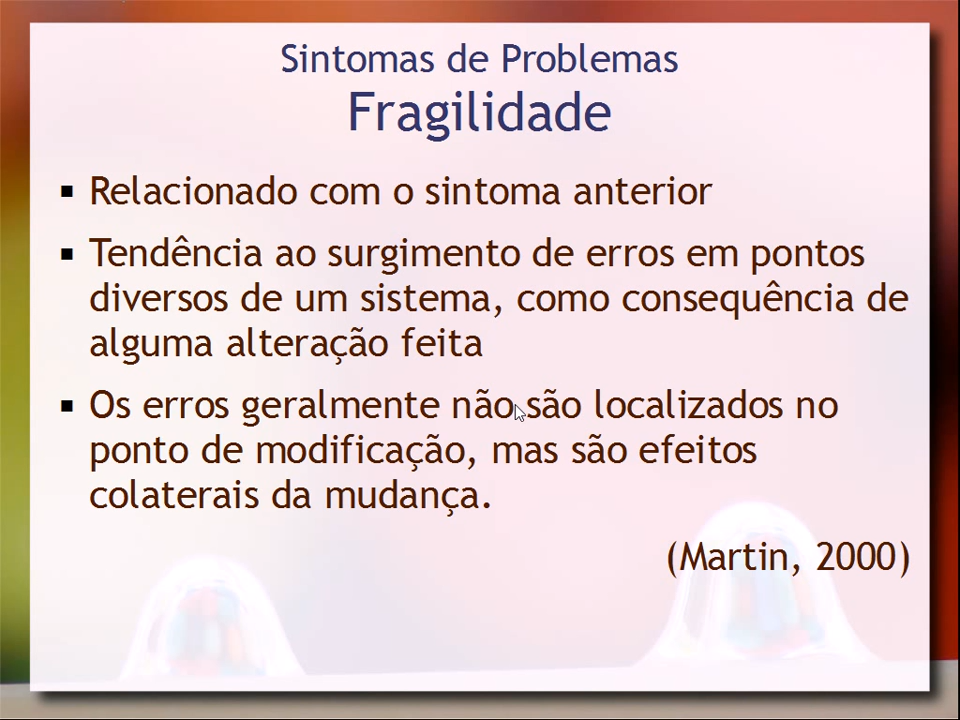 Sintomas de Problemas
Fragilidade
▪ Relacionado com o sintoma anterior
▪ Tendência ao surgimento de erros em pontos
diversos de um sistema, como consequência de
alguma alteração feita
▪ Os erros geralmente não são localizados no
ponto de modificação, mas são efeitos
colaterais da mudança.
(Martin, 2000)